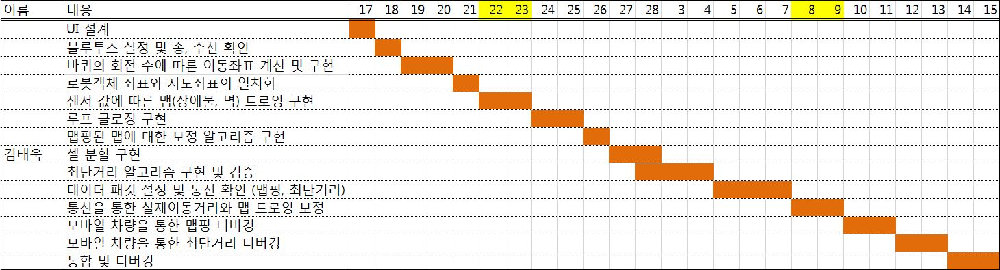 이름 내용 17 18 19 20 21 22 23 24 25 26 27 28 3 4 5 6 7 8 9 10 11 12 13 14 15
UI 설계
블루투스 설정 및 송, 수신 확인
바퀴의 회전 수에 따른 이동좌표 계산 및 구현
로봇객체 좌표와 지도좌표의 일치화
센서 값에 따른 맵(장애물, 벽) 드로잉 구현
루프 클로징 구현
맵핑된 맵에 대한 보정 알고리즘 구현
김태욱 셀 분할 구현
최단거리 알고리즘 구현 및 검증
데이터 패킷 설정 및 통신 확인 (맵핑, 최단거리)
통신을 통한 실제이동거리와 맵 드로잉 보정
모바일 차량을 통한 맵핑 디버깅
모바일 차량을 통한 최단거리 디버깅
통합 및 디버깅